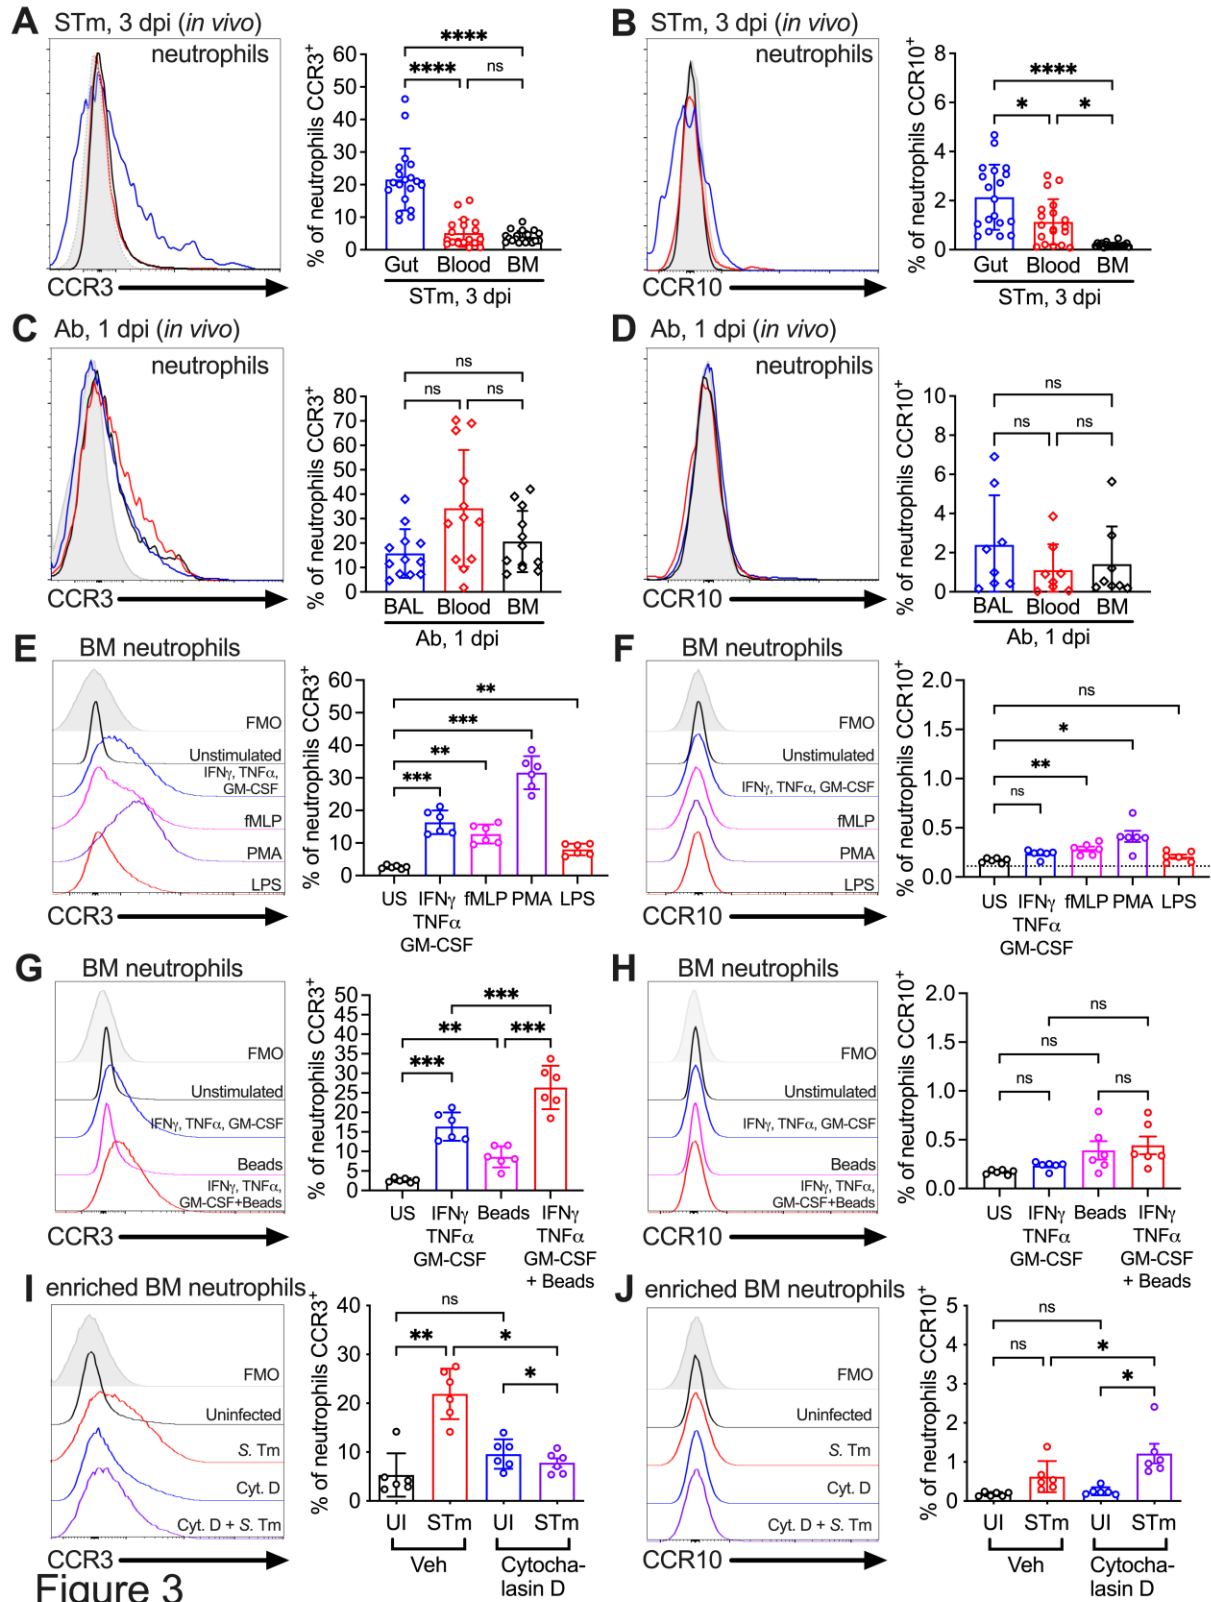 A STm, 3 dpi (in vivo)
neutrophils
CCR3
% of neutrophils CCR3+
60
50
40
30
20
10
0
**** 
**** ns
Gut Blood BM
STm, 3 dpi
B STm, 3 dpi (in vivo)
neutrophils
CCR10
% of neutrophils CCR10+
8
6
4
2
0
****
* *
Gut Blood BM
STm, 3 dpi
C Ab, 1 dpi (in vivo)
neutrophils
CCR3
% of neutrophils CCR3+
80
70
60
50
40
30
20
10
0
ns
ns ns
BAL Blood BM
Ab, 1 dpi
D Ab, 1 dpi (in vivo)
neutrophils
CCR10
% of neutrophils CCR10+
10
8
6
4
2
0
ns
ns ns
BAL Blood BM
Ab, 1 dpi
E BM neutrophils
FMO
Unstimulated
IFNγ, TNFα,
GM-CSF
fMLP
PMA
LPS
CCR3
% of neutrophils CCR3+
60
50
40
30
20
10
0
**
***
**
***
US IFNγ fMLP PMA LPS
TNFα
GM-CSF
F BM neutrophils
FMO
Unstimulated
IFNγ, TNFα, GM-CSF
fMLP
PMA
LPS
CCR10
% of neutrophils CCR10+
2.0
1.5
1.0
0.5
0.0
ns
*
**
ns
US IFNγ fMLP PMA LPS
TNFα
GM-CSF
G BM neutrophils
FMO
Unstimulated
IFNγ, TNFα, GM-CSF
Beads
IFNγ, TNFα,
GM-CSF+Beads
CCR3
% of neutrophils CCR3+
50
45
40
35
30
25
20
15
10
5
0
***
** ***
***
US IFNγ Beads IFNγ
TNFα TNFα
GM-CSF GM-CSF
+ Beads
H BM neutrophils
FMO
Unstimulated
IFNγ, TNFα, GM-CSF
Beads
IFNγ, TNFα,
GM-CSF+Beads
CCR10
% of neutrophils CCR10+
2.0
1.5
1.0
0.5
0.0
ns
ns
ns ns
US IFNγ Beads IFNγ
TNFα TNFα
GM-CSF GM-CSF
+ Beads
I enriched BM neutrophils
FMO
Uninfected
S. Tm
Cyt. D
Cyt. D + S. Tm
CCR3
% of neutrophils CCR3+
40
30
20
10
0
ns
** *
*
UI STm UI STm
Veh Cytocha-
lasin D
J enriched BM neutrophils
FMO
Uninfected
S. Tm
Cyt. D
Cyt. D + S. Tm
CCR10
% of neutrophils CCR10+
5
4
3
2
1
0
ns
ns *
*
UI STm UI STm
Veh Cytocha-
lasin D
Figure 3